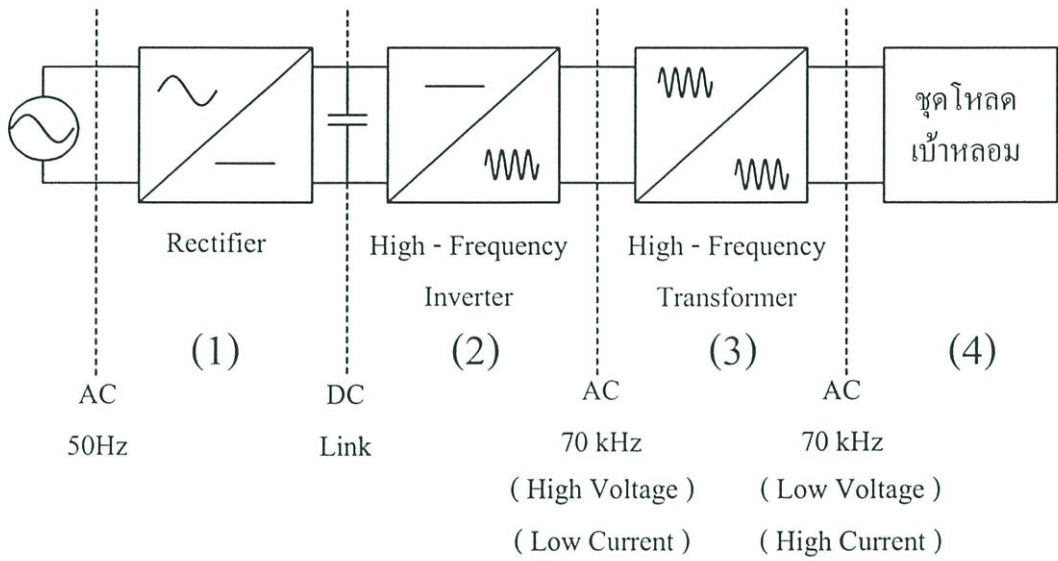 ชุดโหลด
เบ้าหลอม
Rectifier
High - Frequency
Inverter
High - Frequency
Transformer
(1)
(2)
(3)
(4)
AC
50Hz
DC
Link
AC
70 kHz
( High Voltage )
( Low Current )
AC
70 kHz
( Low Voltage )
( High Current )